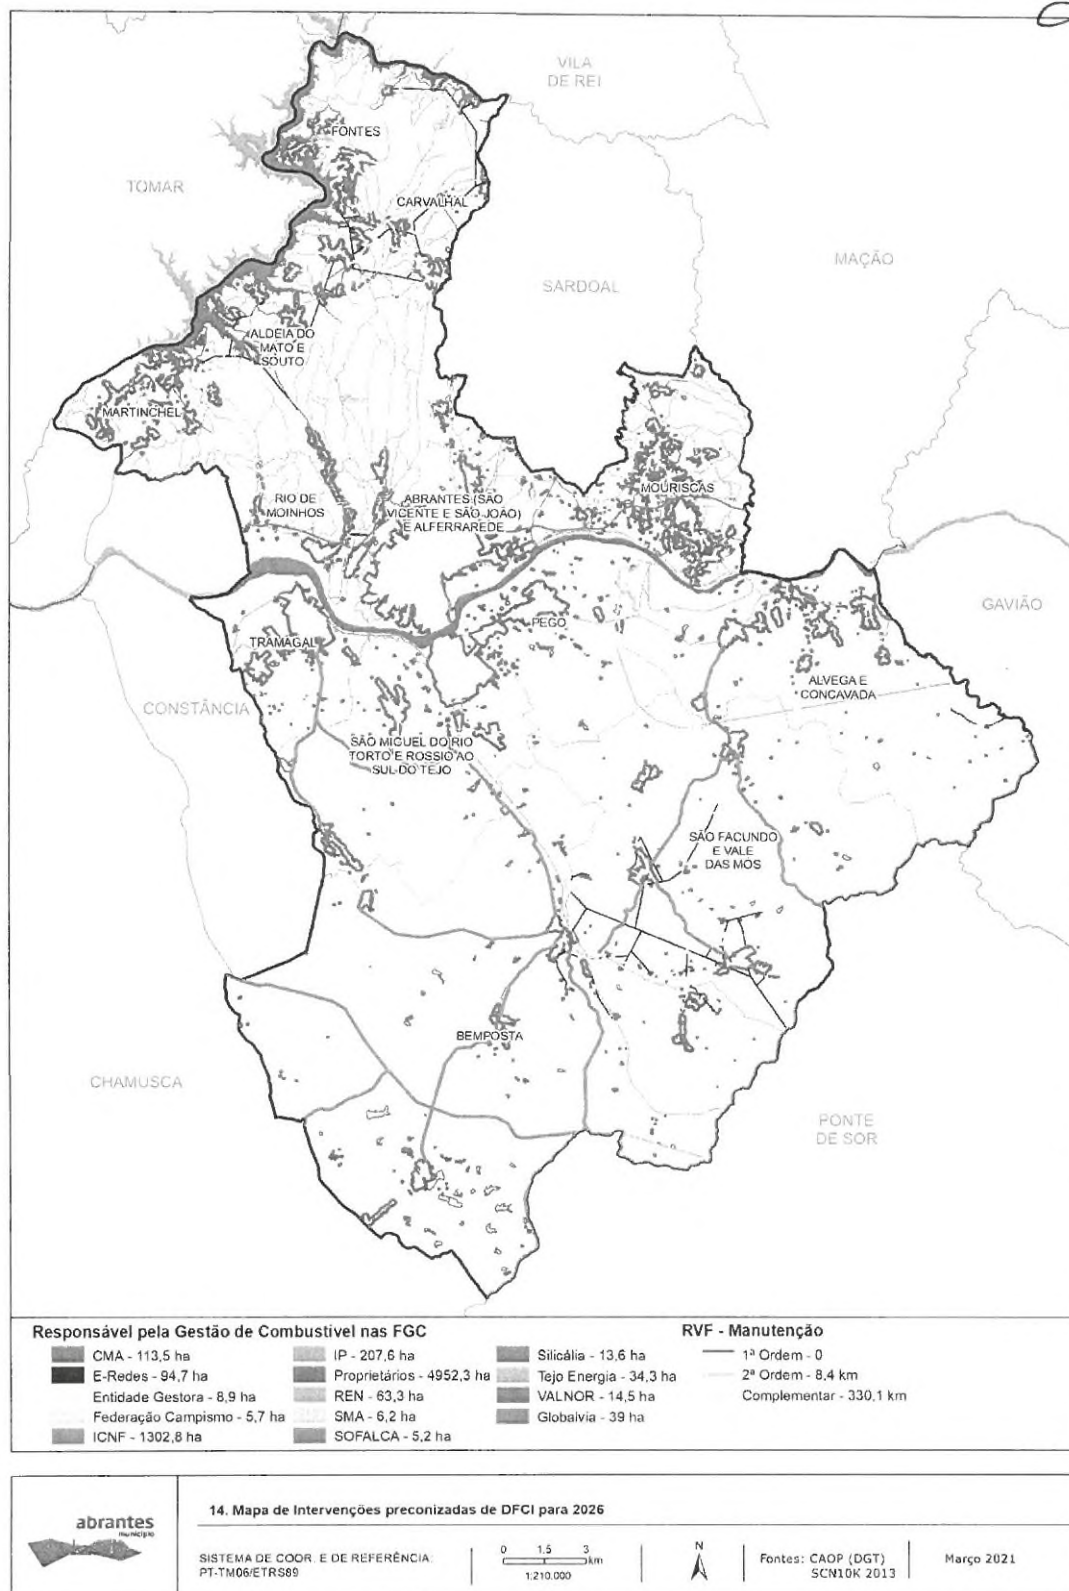 VILA
DE REI
FONTES
TOMAR
CARVALHAL
MAÇÃO
SARDOAL
ALDEIA DO
MATO E
SOUTO
MARTINCHEL
MOURISCAS
RIO DE
MOINHOS
ABRANTES (SÃO
VICENTE E SÃO JOÃO)
E ALFERRAREDE
GAVIÃO
PEGO
TRAMAGAL
ALVEGA E
CONCAVADA
CONSTÂNCIA
SÃO MIGUEL DO RIO
TORTO E ROSSIO AO
SUL DO TEJO
SÃO FACUNDO
E VALE
DAS MÓS
BEMPOSTA
CHAMUSCA
PONTE
DE SOR
Responsável pela Gestão de Combustível nas FGC
CMA - 113,5 ha
E-Redes - 94,7 ha
Entidade Gestora - 8,9 ha
Federação Campismo - 5,7 ha
ICNF - 1302,8 ha
IP - 207,6 ha
Proprietários - 4952,3 ha
REN - 63,3 ha
SMA - 6,2 ha
SOFALCA - 5,2 ha
Silicália - 13,6 ha
Tejo Energia - 34,3 ha
VALNOR - 14,5 ha
Globalvia - 39 ha
RVF - Manutenção
1ª Ordem - 0
2ª Ordem - 8,4 km
Complementar - 330,1 km
abrantes
município
14. Mapa de Intervenções preconizadas de DFCI para 2026
SISTEMA DE COOR. E DE REFERÊNCIA:
PT-TM06/ETRS89
0 1,5 3
km
1:210.000
N
Fontes: CAOP (DGT)
SCN10K 2013
Março 2021